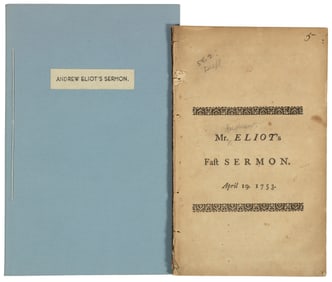 ANDREW ELIOT'S SERMON.
5
Mr. ELIOT's
Faſt SERMON.
April 19. 1753.